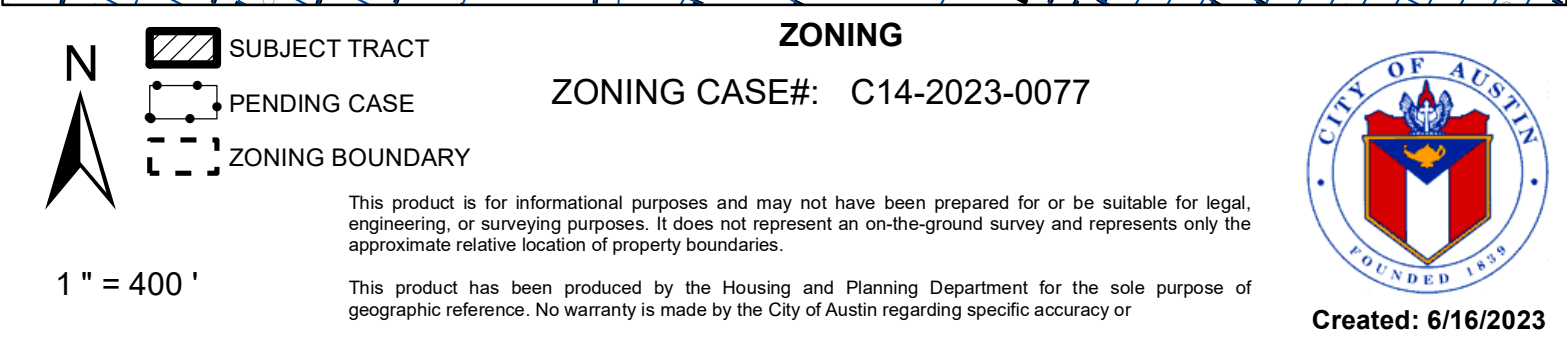 N
SUBJECT TRACT
PENDING CASE
ZONING BOUNDARY
1 " = 400 '
ZONING
ZONING CASE#: C14-2023-0077
This product is for informational purposes and may not have been prepared for or be suitable for legal,
engineering, or surveying purposes. It does not represent an on-the-ground survey and represents only the
approximate relative location of property boundaries.
This product has been produced by the Housing and Planning Department for the sole purpose of
geographic reference. No warranty is made by the City of Austin regarding specific accuracy or
CITY OF AUSTIN
FOUNDED 1839
Created: 6/16/2023